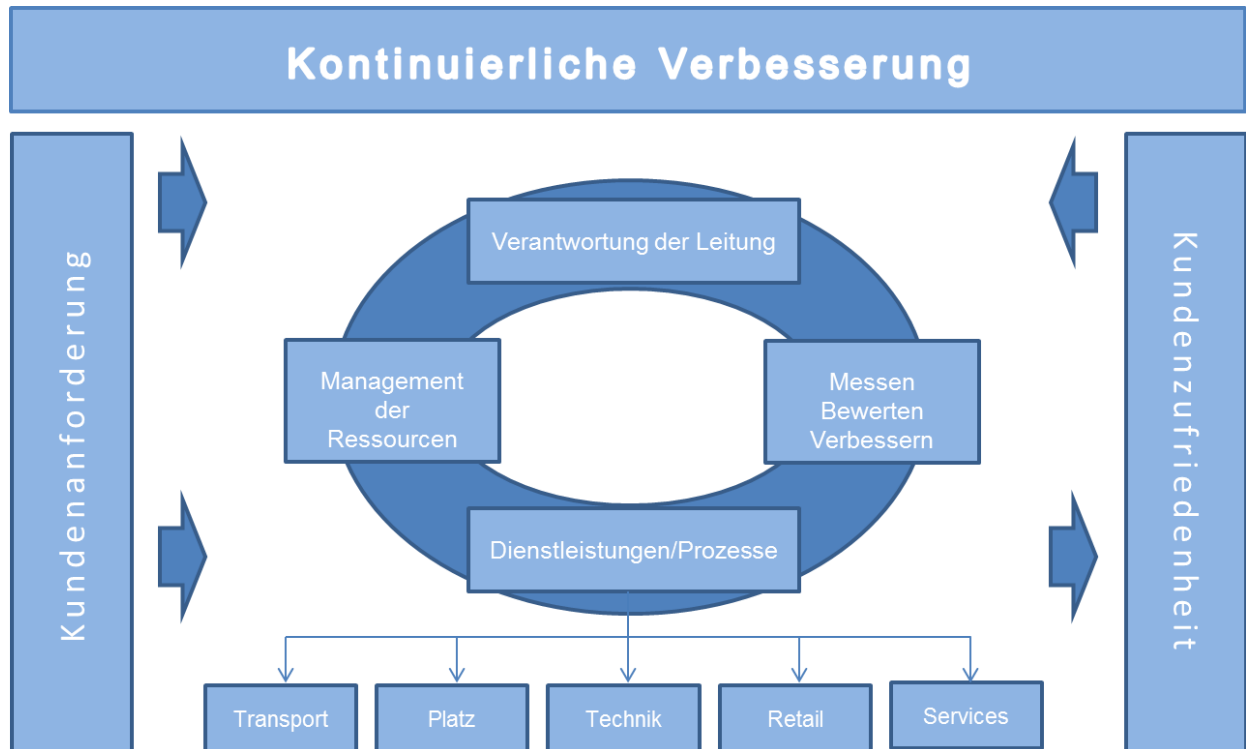 Kontinuierliche Verbesserung
Kundenanforderung
Verantwortung der Leitung
Management
der
Ressourcen
Messen
Bewerten
Verbessern
Dienstleistungen/Prozesse
Transport
Platz
Technik
Retail
Services
Kundenzufriedenheit